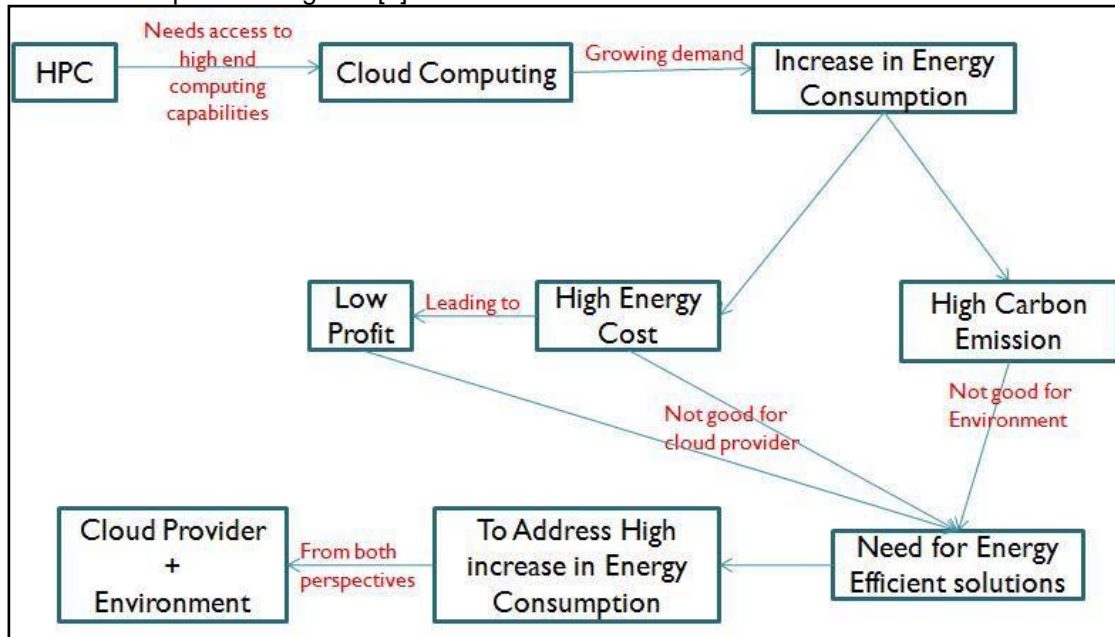 HPC
Needs access to
high end
computing
capabilities
Cloud Computing
Growing demand
Increase in Energy
Consumption
Low
Profit
Leading to
High Energy
Cost
High Carbon
Emission
Not good for
cloud provider
Not good for
Environment
Cloud Provider
+
Environment
From both
perspectives
To Address High
increase in Energy
Consumption
Need for Energy
Efficient solutions